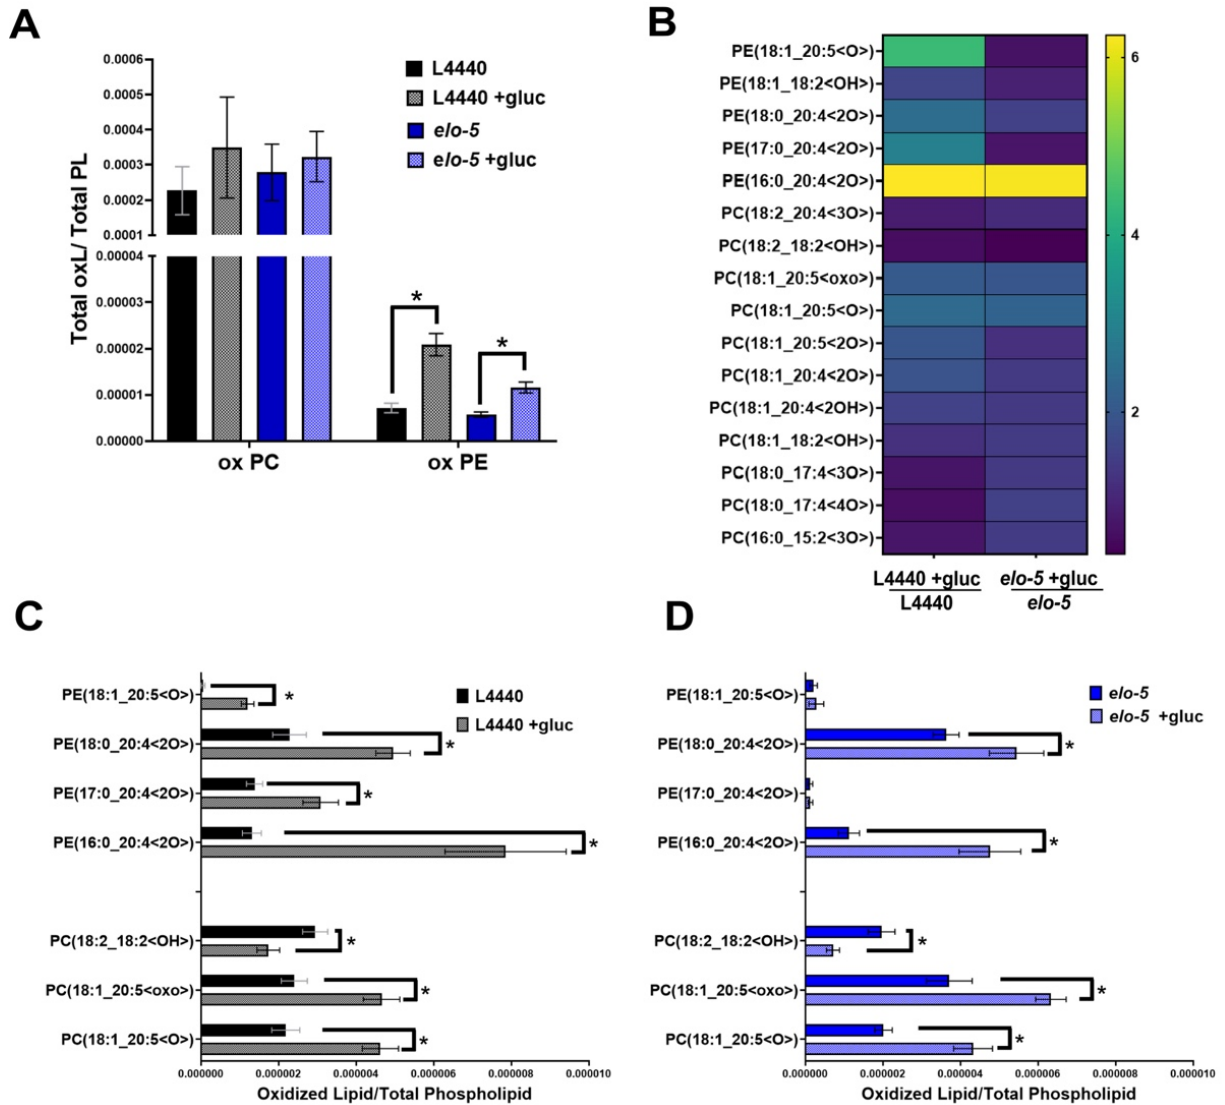 A
Total oxL/ Total PL
0.0006
0.0005
0.0004
0.0003
0.0002
0.0001
0.00004
0.00003
0.00002
0.00001
0.00000
L4440
L4440 +gluc
elo-5
elo-5 +gluc
*
*
ox PC
ox PE
B
PE(18:1_20:5<O>)
PE(18:1_18:2<OH>)
PE(18:0_20:4<2O>)
PE(17:0_20:4<2O>)
PE(16:0_20:4<2O>)
PC(18:2_20:4<3O>)
PC(18:2_18:2<OH>)
PC(18:1_20:5<oxo>)
PC(18:1_20:5<O>)
PC(18:1_20:5<2O>)
PC(18:1_20:4<2O>)
PC(18:1_20:4<2OH>)
PC(18:1_18:2<OH>)
PC(18:0_17:4<3O>)
PC(18:0_17:4<4O>)
PC(16:0_15:2<3O>)
6
4
2
L4440 +gluc
L4440
elo-5 +gluc
elo-5
C
PE(18:1_20:5<O>)
PE(18:0_20:4<2O>)
PE(17:0_20:4<2O>)
PE(16:0_20:4<2O>)
PC(18:2_18:2<OH>)
PC(18:1_20:5<oxo>)
PC(18:1_20:5<O>)
L4440
L4440 +gluc
*
*
*
*
*
*
*
0.000000
0.000002
0.000004
0.000006
0.000008
0.000010
Oxidized Lipid/Total Phospholipid
D
PE(18:1_20:5<O>)
PE(18:0_20:4<2O>)
PE(17:0_20:4<2O>)
PE(16:0_20:4<2O>)
PC(18:2_18:2<OH>)
PC(18:1_20:5<oxo>)
PC(18:1_20:5<O>)
elo-5
elo-5 +gluc
*
*
*
*
*
0.000000
0.000002
0.000004
0.000006
0.000008
0.000010
Oxidized Lipid/Total Phospholipid